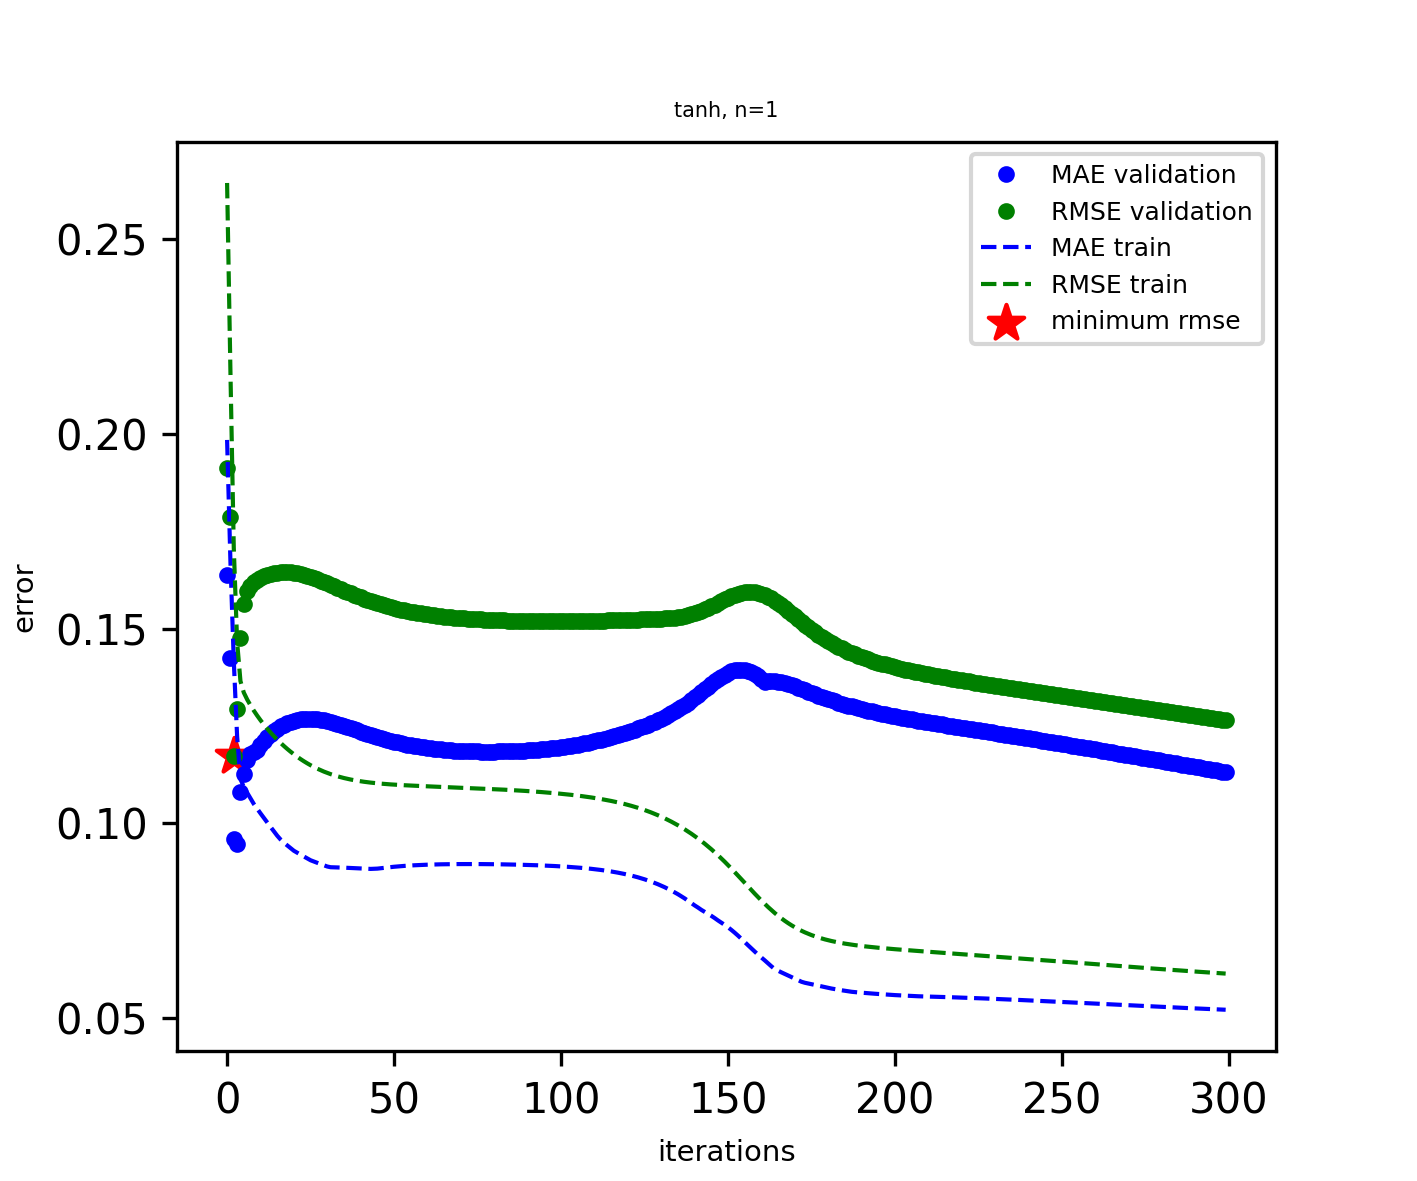 tanh, n=1
MAE validation
RMSE validation
MAE train
RMSE train
minimum rmse
error
0.25
0.20
0.15
0.10
0.05
0 50 100 150 200 250 300
iterations